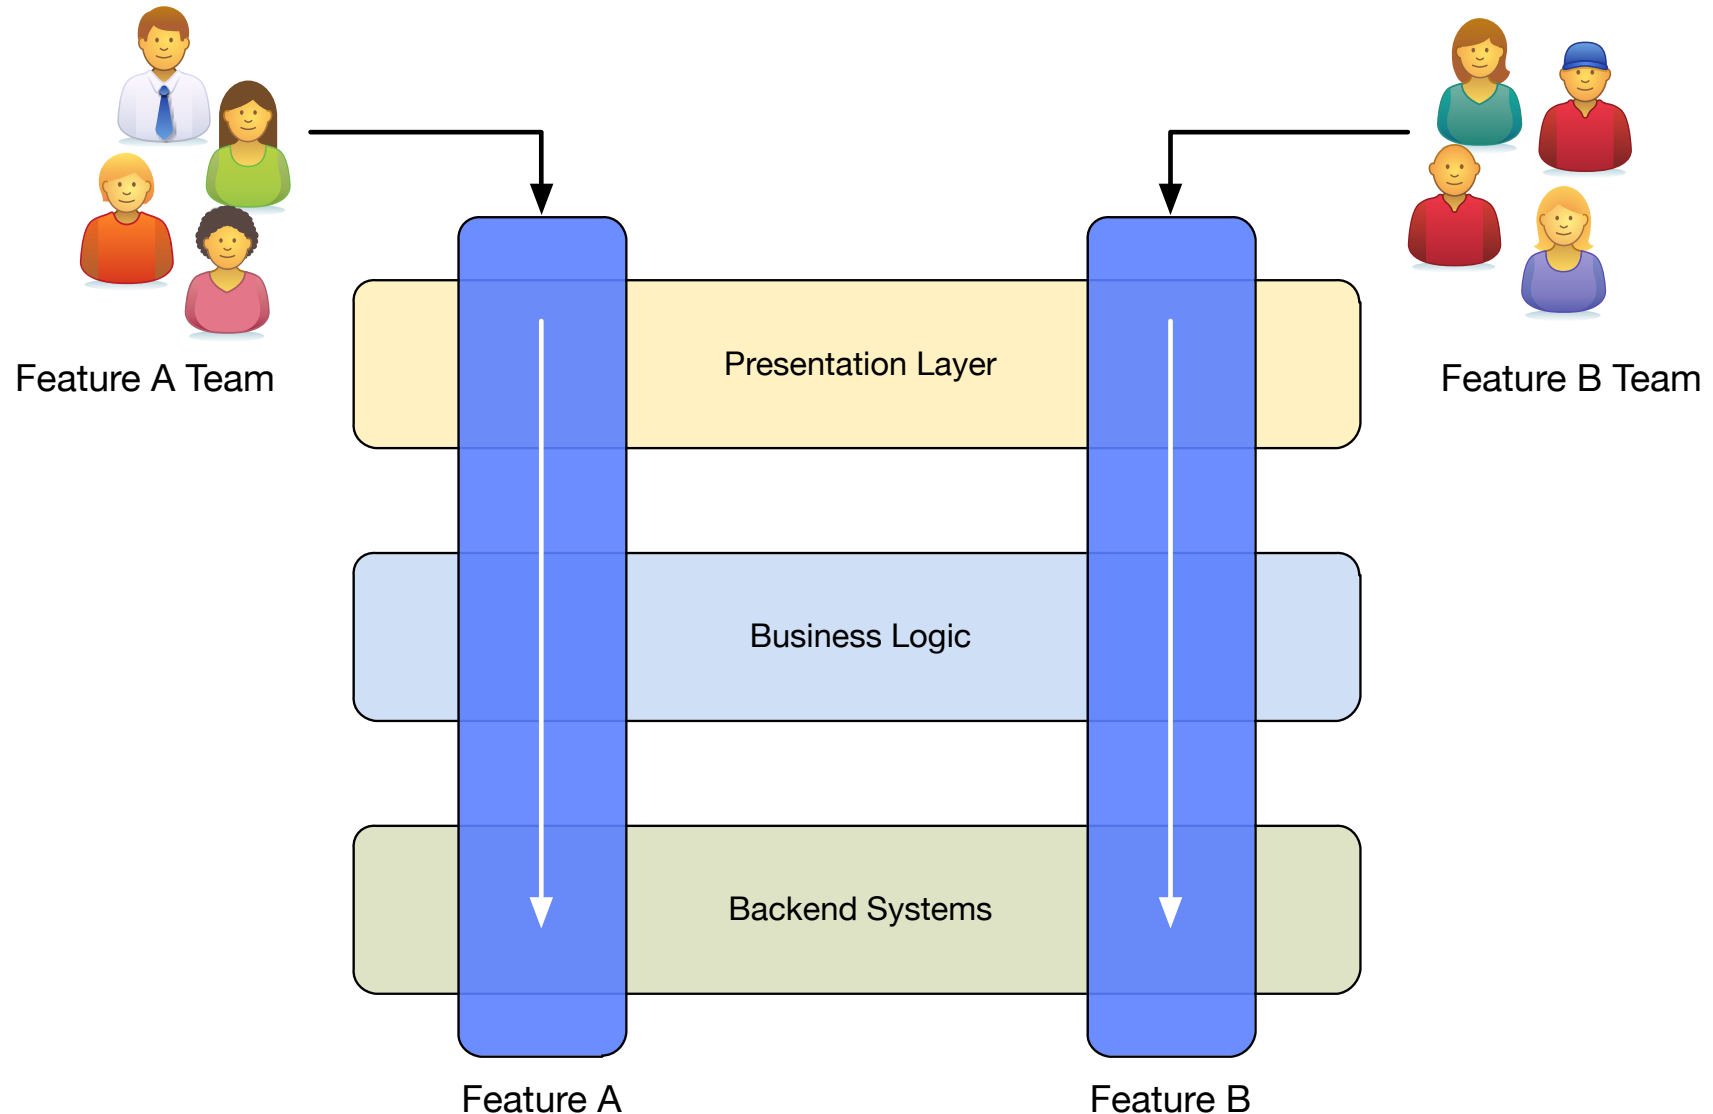 Feature A Team
Feature B Team
Presentation Layer
Business Logic
Backend Systems
Feature A
Feature B